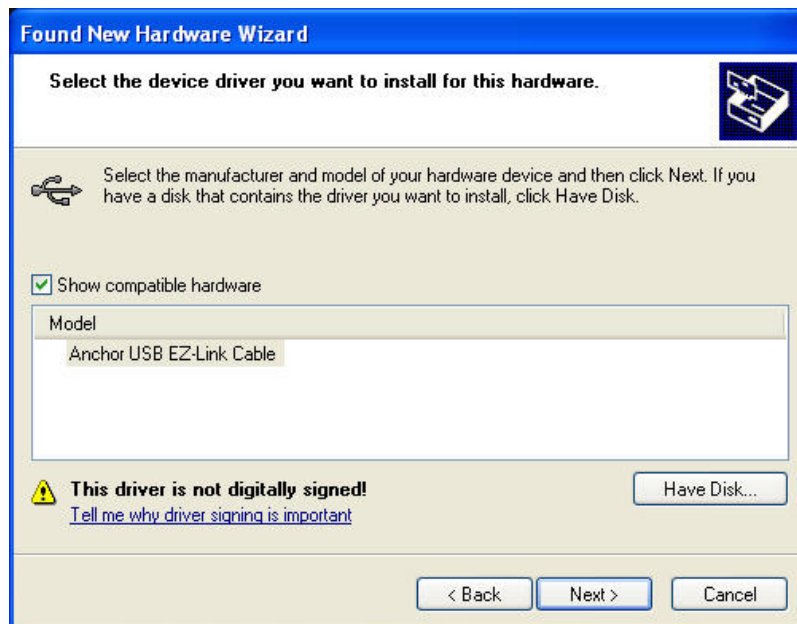 Found New Hardware Wizard
Select the device driver you want to install for this hardware.
Select the manufacturer and model of your hardware device and then click Next. If you
have a disk that contains the driver you want to install, click Have Disk.
Show compatible hardware
Model
Anchor USB EZ-Link Cable
This driver is not digitally signed!
Have Disk...
Tell me why driver signing is important
< Back
Next >
Cancel